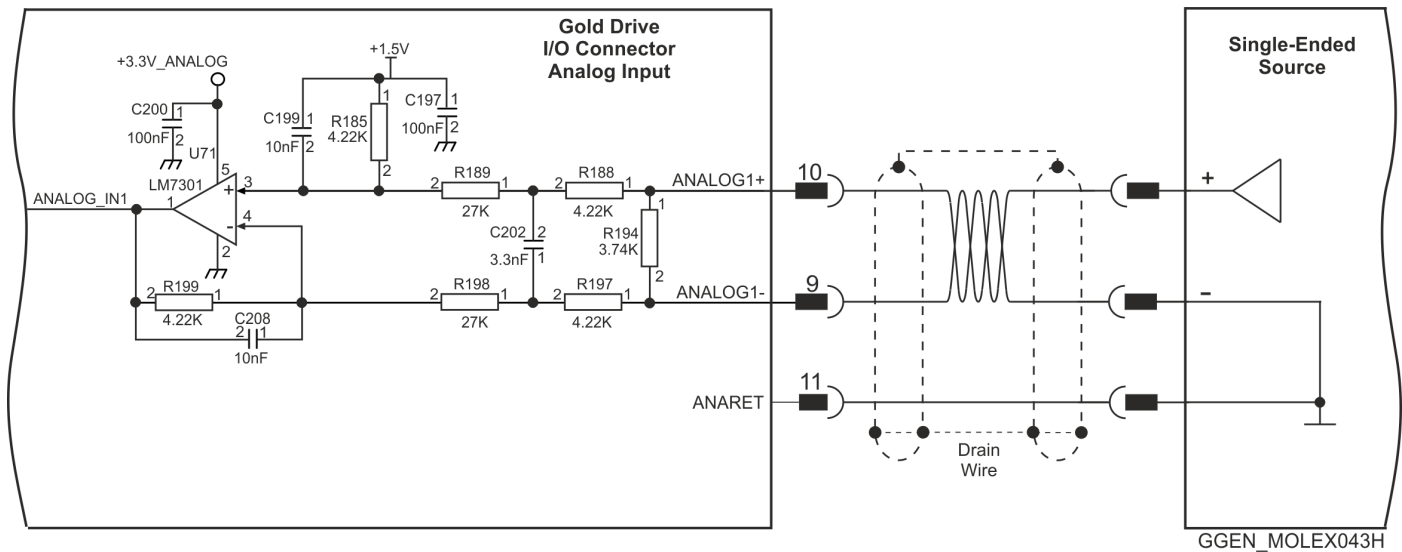 Gold Drive
I/O Connector
Analog Input
Single-Ended
Source
+3.3V_ANALOG
+1.5V
C200
1
2
100nF
C199
1
2
10nF
R185
4.22K
1
2
C197
1
2
100nF
U71
LM7301
5
+
3
-
4
1
2
ANALOG_IN1
2
R189
1
27K
2
R188
1
4.22K
ANALOG1+
10
C202
2
1
3.3nF
R194
3.74K
1
2
2
R199
1
4.22K
C208
2
1
10nF
2
R198
1
27K
2
R197
1
4.22K
ANALOG1-
9
ANARET
11
+
-
Drain
Wire
GGEN_MOLEX043H